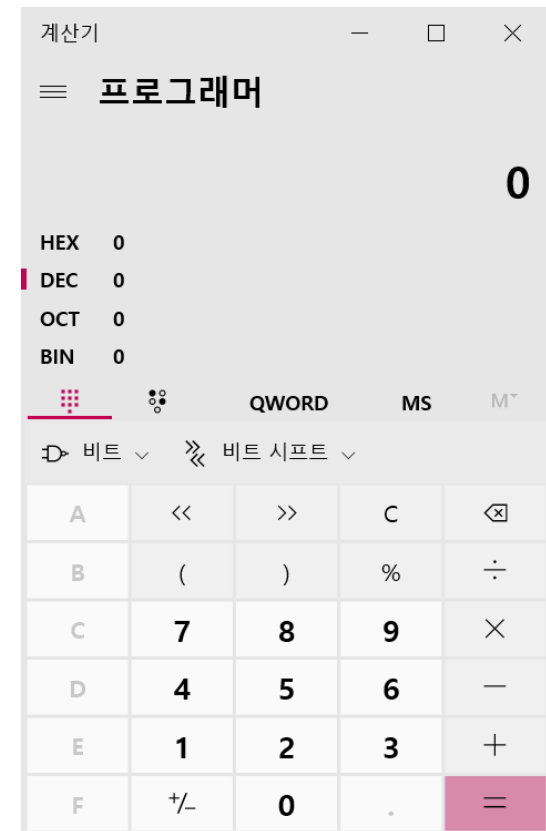 계산기
프로그래머
0
HEX 0
DEC 0
OCT 0
BIN 0
QWORD MS M
비트 비트 시프트
A << >> C
B ( ) % ÷
C 7 8 9 ×
D 4 5 6 −
E 1 2 3 +
F +/− 0 . =